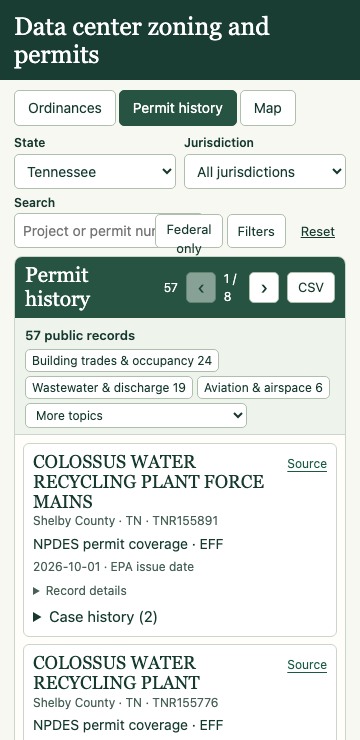 Data center zoning and
permits
Ordinances
Permit history
Map
State
Jurisdiction
Tennessee
All jurisdictions
Search
Project or permit nur
Federal
only
Filters
Reset
Permit
history
57
‹
1 /
8
›
CSV
57 public records
Building trades & occupancy 24
Wastewater & discharge 19
Aviation & airspace 6
More topics
COLOSSUS WATER
RECYCLING PLANT FORCE
MAINS
Source
Shelby County · TN · TNR155891
NPDES permit coverage · EFF
2026-10-01 · EPA issue date
Record details
Case history (2)
COLOSSUS WATER
RECYCLING PLANT
Source
Shelby County · TN · TNR155776
NPDES permit coverage · EFF